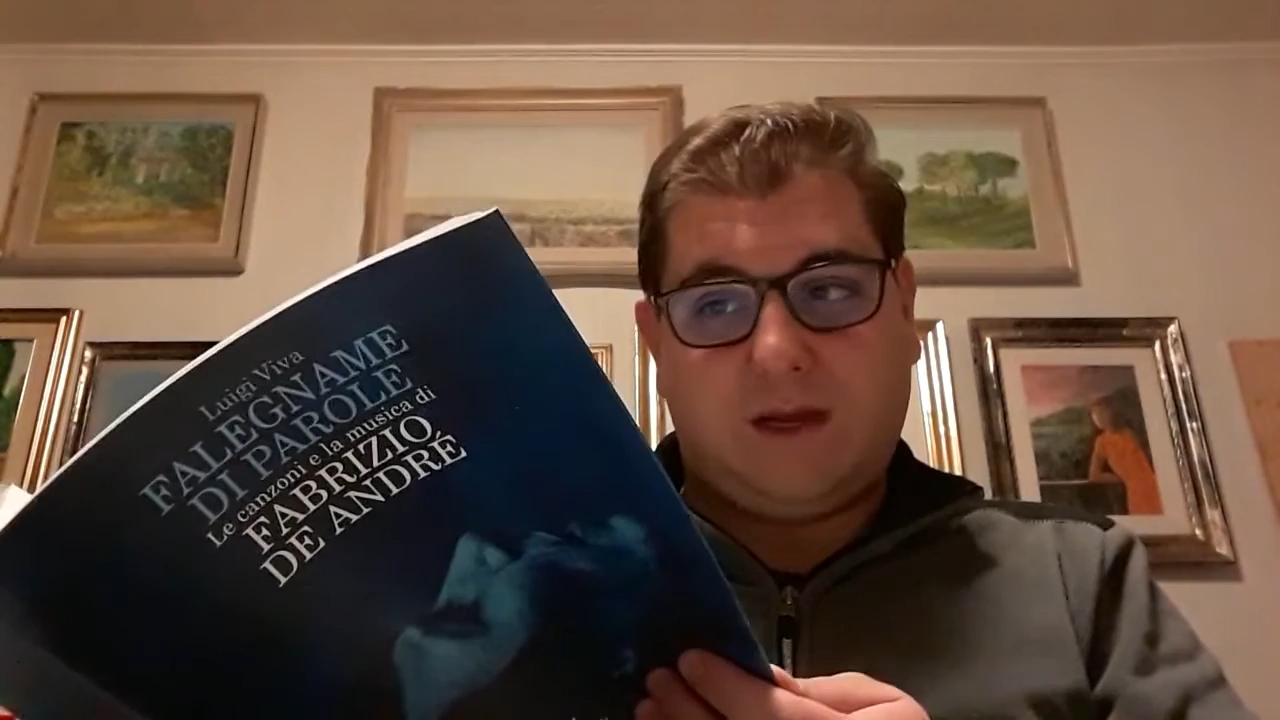 Luigi Viva
FALEGNAME
DI PAROLE
Le canzoni e la musica di
FABRIZIO
DE ANDRÉ